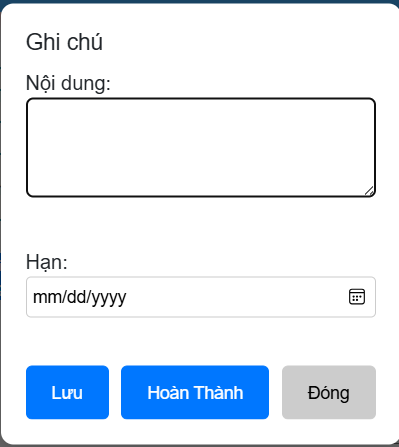 Ghi chú
Nội dung:
Hạn:
mm/dd/yyyy
Lưu Hoàn Thành Đóng